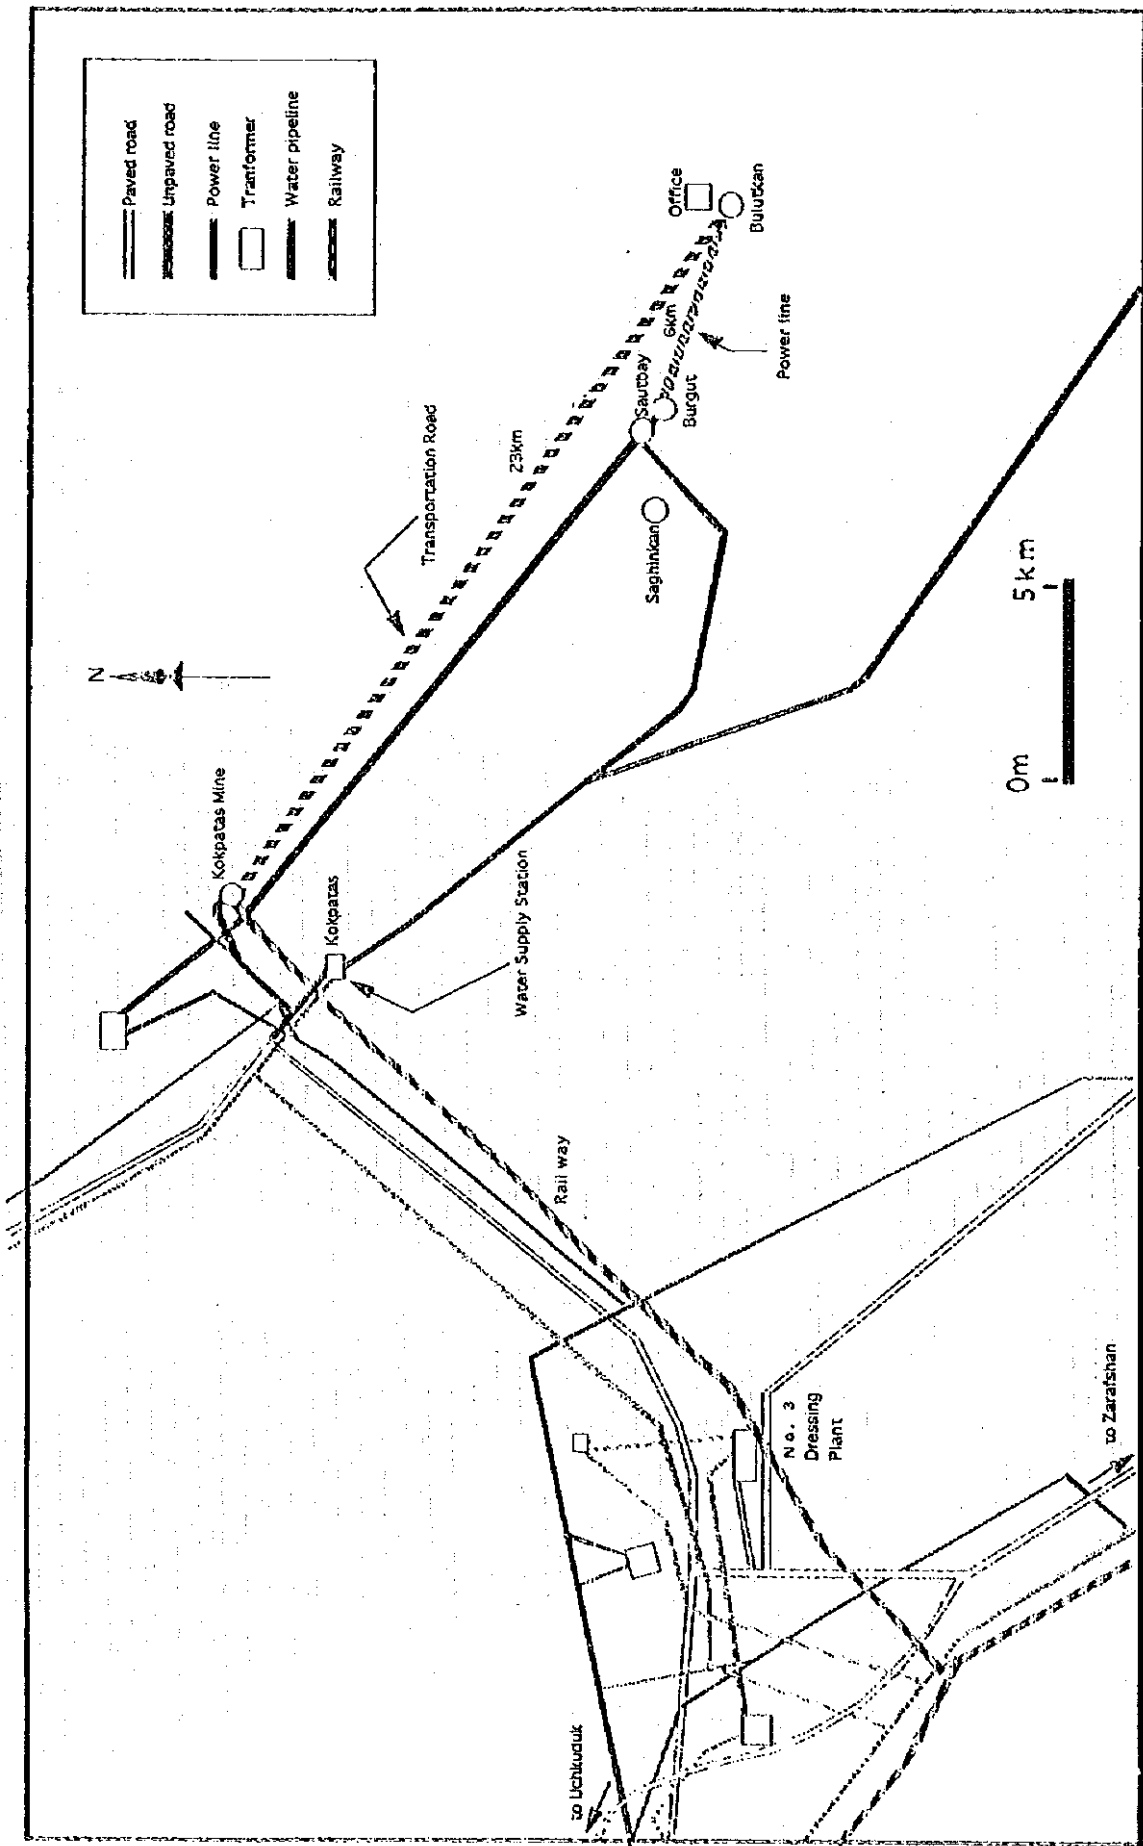 Paved road
Unpaved road
Power line
Tranformer
Water pipeline
Railway
N
Kokpatas Mine
Kokpatas
Water Supply Station
Transportation Road
23km
Office
Bulutkan
6km
Sautbay
Burgut
Power line
Saghinkan
0m
5km
Rail way
No. 3
Dressing
Plant
to Uchkuduk
to Zarafshan